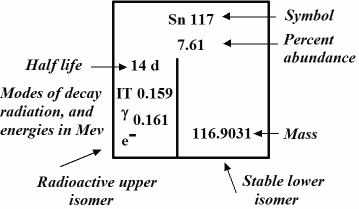 Sn 117
Symbol
7.61
Percent
abundance
Half life
14 d
Modes of decay
radiation, and
energies in Mev
IT 0.159
γ 0.161
e⁻
116.9031
Mass
Radioactive upper
isomer
Stable lower
isomer